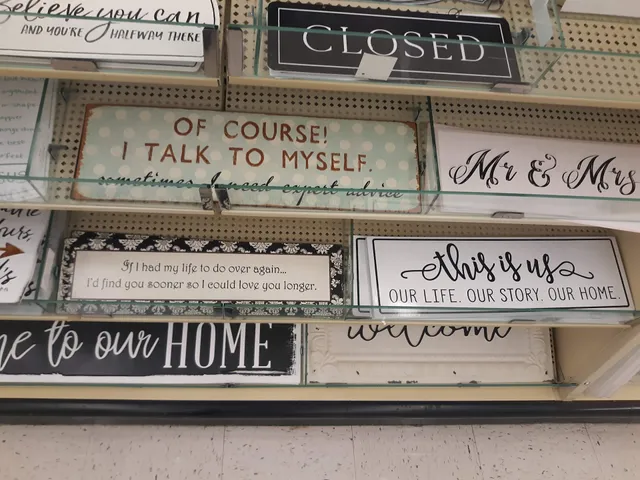 Believe you can
AND YOU'RE HALFWAY THERE
CLOSED
OF COURSE!
I TALK TO MYSELF.
sometimes I need expert advice
Mr & Mrs
If I had my life to do over again...
I'd find you sooner so I could love you longer.
this is us
OUR LIFE. OUR STORY. OUR HOME.
me to our HOME
welcome